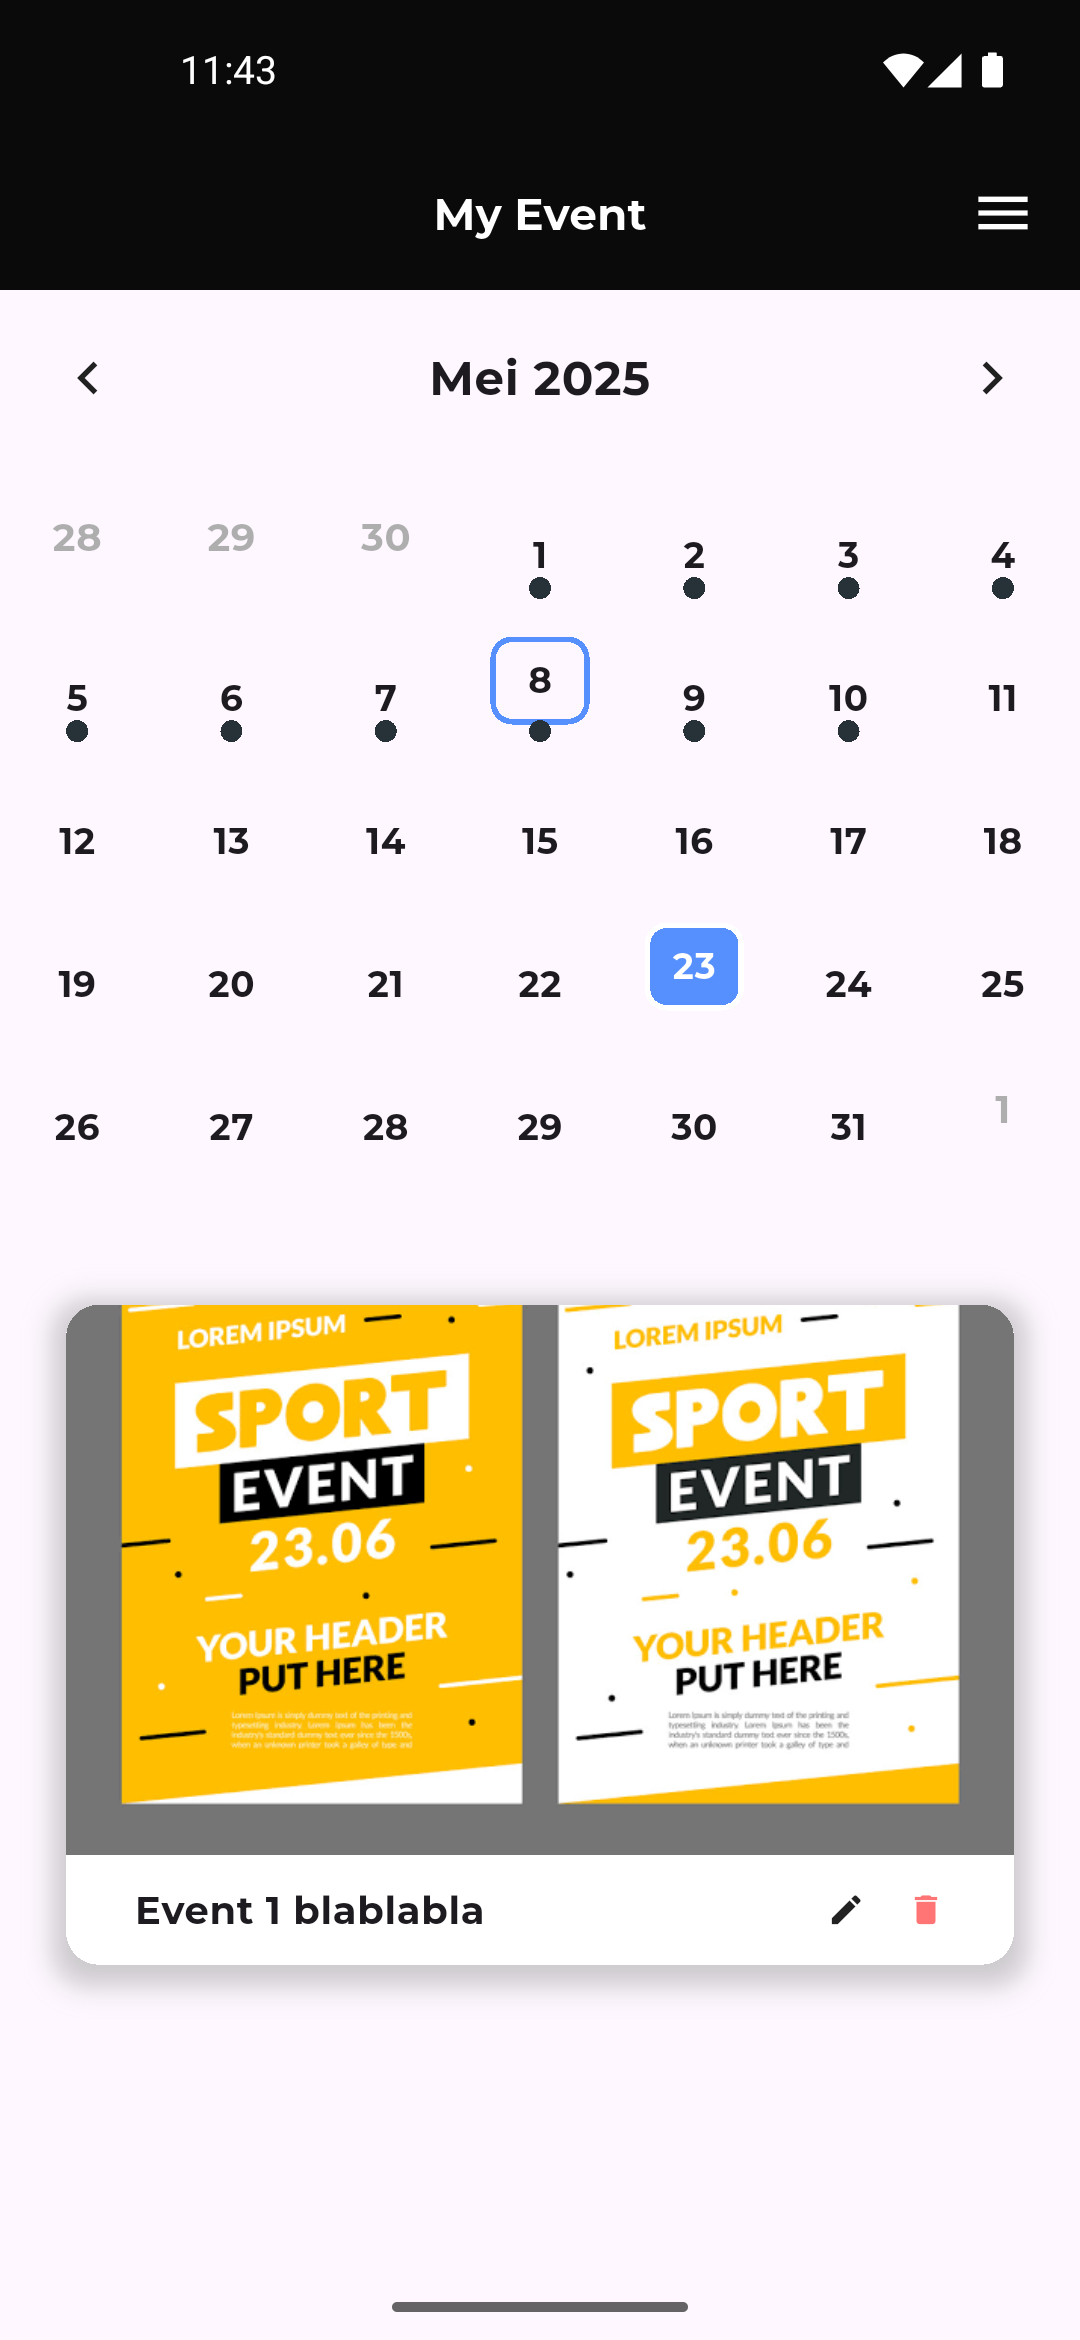 11:43
My Event
Mei 2025
28 29 30 1 2 3 4
5 6 7 8 9 10 11
12 13 14 15 16 17 18
19 20 21 22 23 24 25
26 27 28 29 30 31 1
LOREM IPSUM
SPORT
EVENT
23.06
YOUR HEADER
PUT HERE
Lorem Ipsum is simply dummy text of the printing and
typesetting industry. Lorem Ipsum has been the
industry's standard dummy text ever since the 1500s,
when an unknown printer took a galley of type and
LOREM IPSUM
SPORT
EVENT
23.06
YOUR HEADER
PUT HERE
Lorem Ipsum is simply dummy text of the printing and
typesetting industry. Lorem Ipsum has been the
industry's standard dummy text ever since the 1500s,
when an unknown printer took a galley of type and
Event 1 blablabla